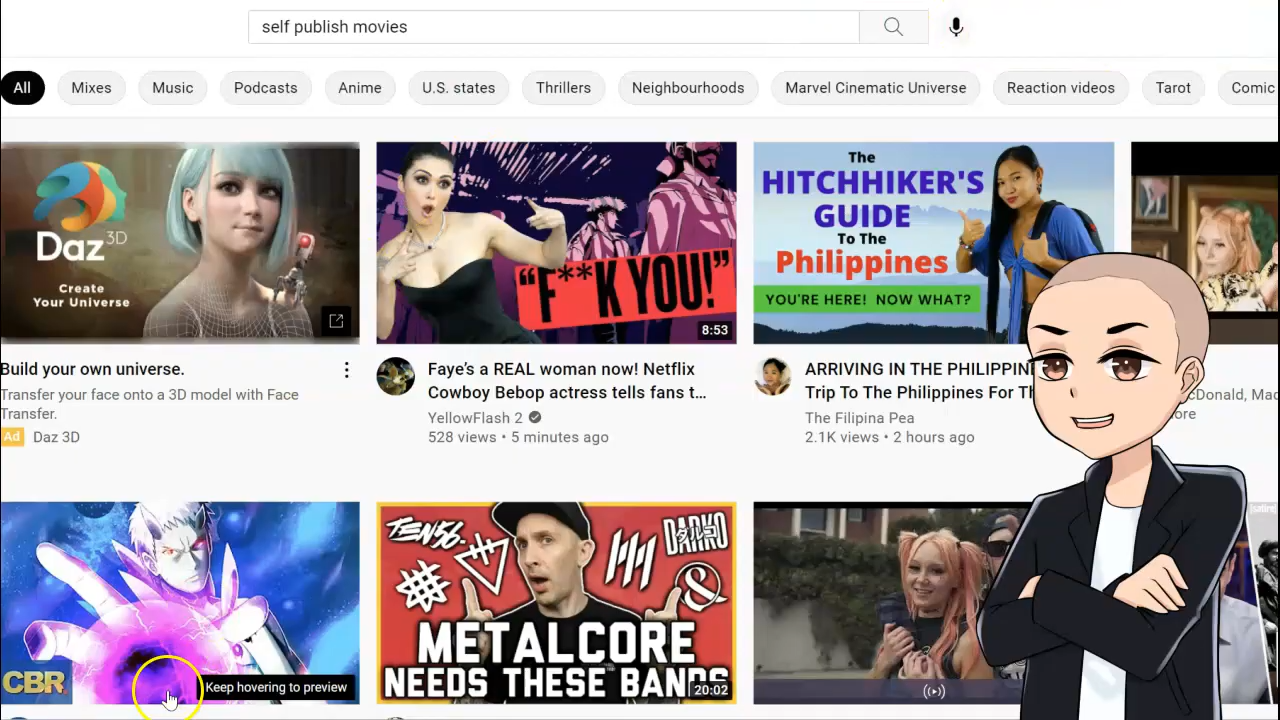 self publish movies
All
Mixes
Music
Podcasts
Anime
U.S. states
Thrillers
Neighbourhoods
Marvel Cinematic Universe
Reaction videos
Tarot
Comic
Daz 3D
Create
Your Universe
"F**K YOU!"
8:53
The
HITCHHIKER'S
GUIDE
To The
Philippines
YOU'RE HERE! NOW WHAT?
Build your own universe.
Transfer your face onto a 3D model with Face
Transfer.
Ad Daz 3D
Faye's a REAL woman now! Netflix
Cowboy Bebop actress tells fans t...
YellowFlash 2
528 views • 5 minutes ago
ARRIVING IN THE PHILIPPIN
Trip To The Philippines For Th
The Filipina Pea
2.1K views • 2 hours ago
cDonald, Mad
ore
CBR
Keep hovering to preview
TEN56.
DARKO
&
METALCORE
NEEDS THESE BANDS
20:02
[satire]